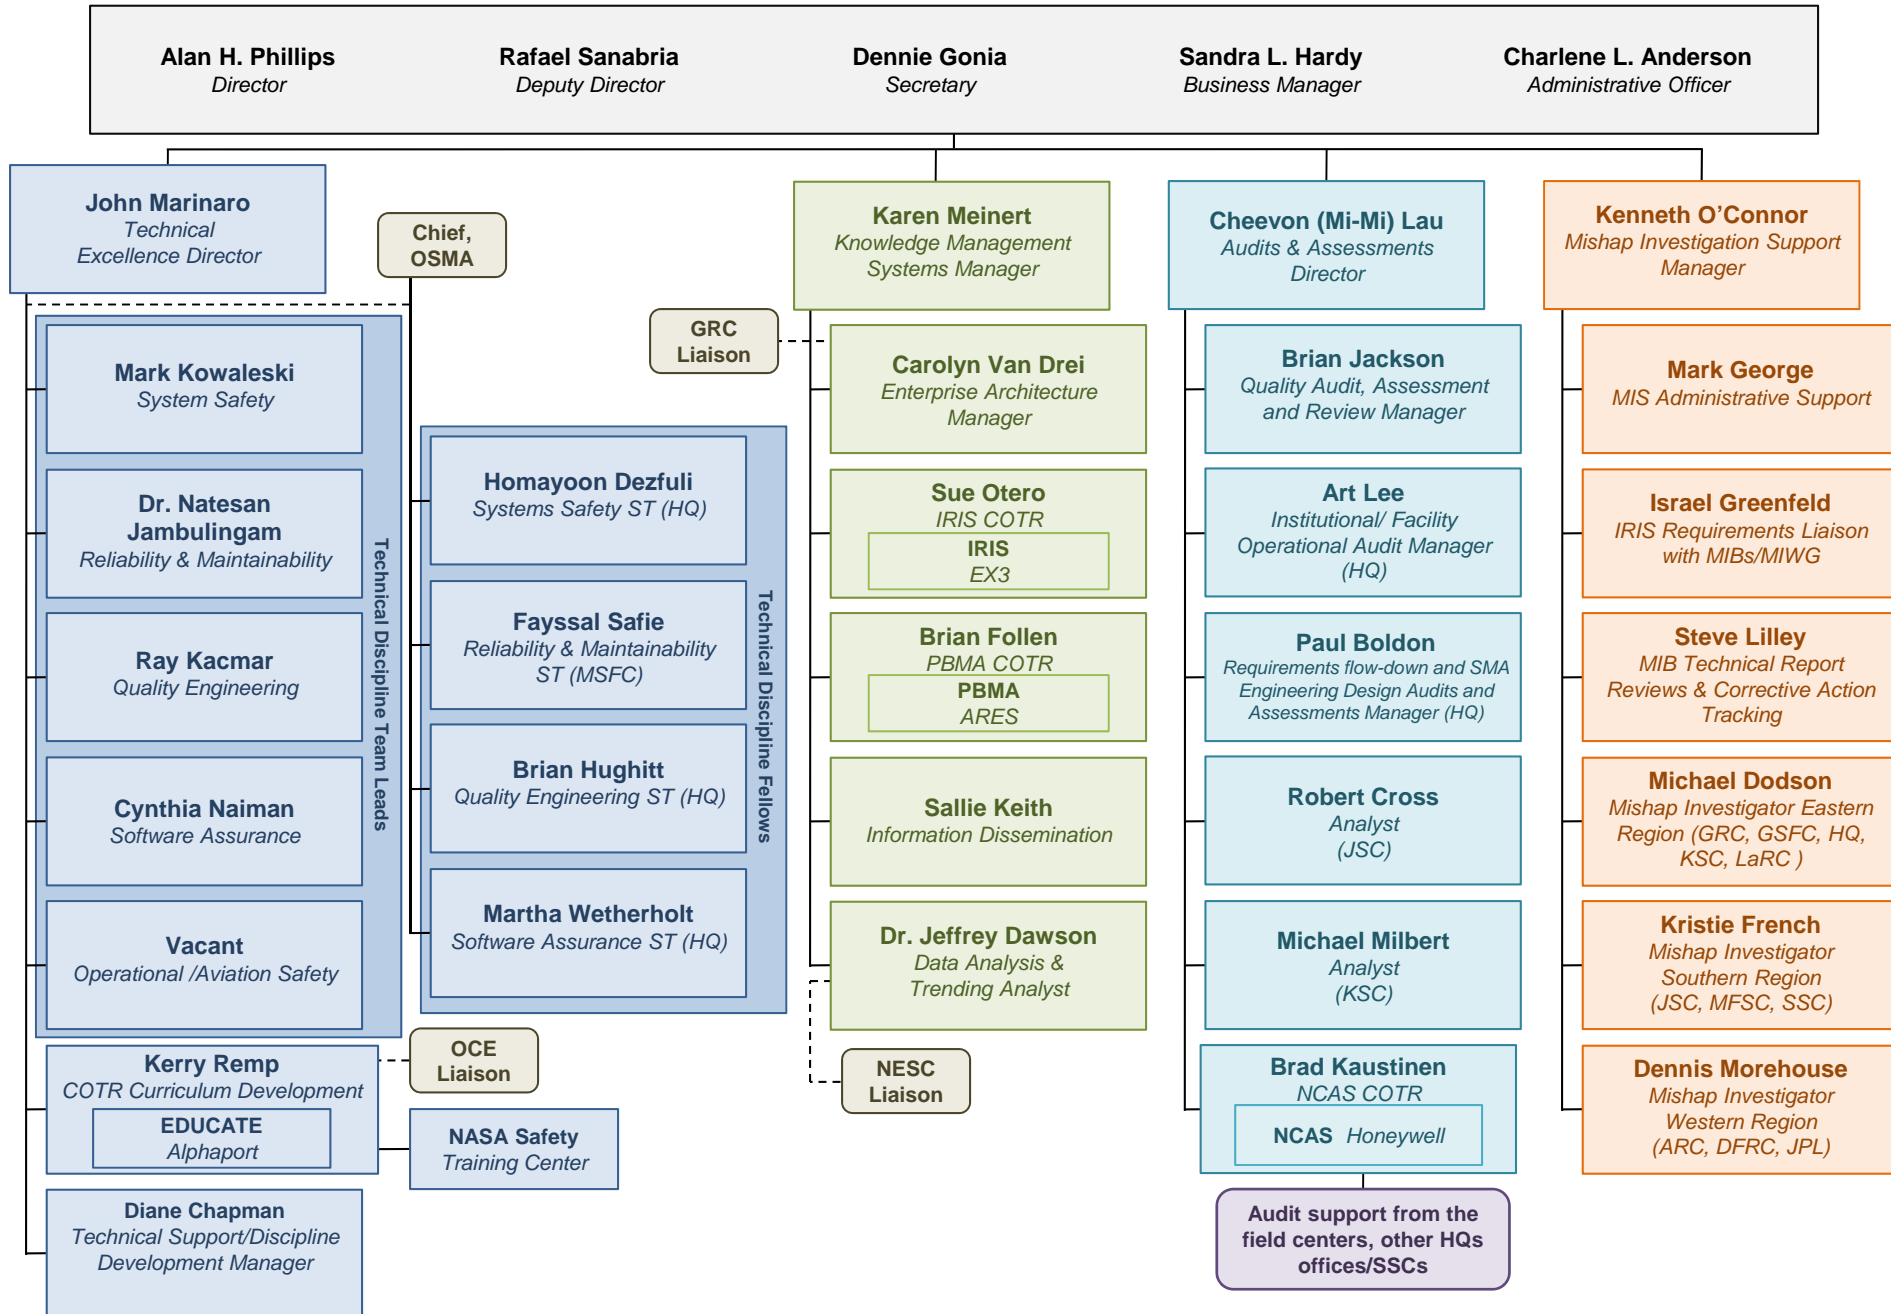 Alan H. Phillips
Director
Rafael Sanabria
Deputy Director
Dennie Gonia
Secretary
Sandra L. Hardy
Business Manager
Charlene L. Anderson
Administrative Officer
John Marinaro
Technical
Excellence Director
Chief,
OSMA
Technical Discipline Team Leads
Mark Kowaleski
System Safety
Dr. Natesan
Jambulingam
Reliability & Maintainability
Ray Kacmar
Quality Engineering
Cynthia Naiman
Software Assurance
Vacant
Operational /Aviation Safety
Kerry Remp
COTR Curriculum Development
EDUCATE
Alphaport
OCE
Liaison
NASA Safety
Training Center
Diane Chapman
Technical Support/Discipline
Development Manager
Technical Discipline Fellows
Homayoon Dezfuli
Systems Safety ST (HQ)
Fayssal Safie
Reliability & Maintainability
ST (MSFC)
Brian Hughitt
Quality Engineering ST (HQ)
Martha Wetherholt
Software Assurance ST (HQ)
Karen Meinert
Knowledge Management
Systems Manager
GRC
Liaison
Carolyn Van Drei
Enterprise Architecture
Manager
Sue Otero
IRIS COTR
IRIS
EX3
Brian Follen
PBMA COTR
PBMA
ARES
Sallie Keith
Information Dissemination
Dr. Jeffrey Dawson
Data Analysis &
Trending Analyst
NESC
Liaison
Cheevon (Mi-Mi) Lau
Audits & Assessments
Director
Brian Jackson
Quality Audit, Assessment
and Review Manager
Art Lee
Institutional/ Facility
Operational Audit Manager
(HQ)
Paul Boldon
Requirements flow-down and SMA
Engineering Design Audits and
Assessments Manager (HQ)
Robert Cross
Analyst
(JSC)
Michael Milbert
Analyst
(KSC)
Brad Kaustinen
NCAS COTR
NCAS Honeywell
Audit support from the
field centers, other HQs
offices/SSCs
Kenneth O’Connor
Mishap Investigation Support
Manager
Mark George
MIS Administrative Support
Israel Greenfeld
IRIS Requirements Liaison
with MIBs/MIWG
Steve Lilley
MIB Technical Report
Reviews & Corrective Action
Tracking
Michael Dodson
Mishap Investigator Eastern
Region (GRC, GSFC, HQ,
KSC, LaRC )
Kristie French
Mishap Investigator
Southern Region
(JSC, MFSC, SSC)
Dennis Morehouse
Mishap Investigator
Western Region
(ARC, DFRC, JPL)